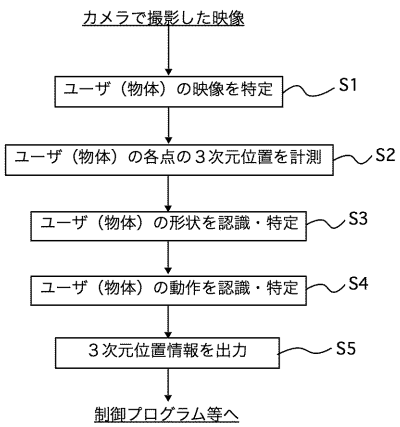 カメラで撮影した映像
ユーザ（物体）の映像を特定
S1
ユーザ（物体）の各点の３次元位置を計測
S2
ユーザ（物体）の形状を認識・特定
S3
ユーザ（物体）の動作を認識・特定
S4
３次元位置情報を出力
S5
制御プログラム等へ